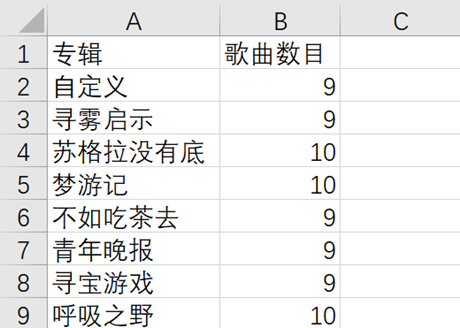 A B C
1 专辑 歌曲数目
2 自定义 9
3 寻雾启示 9
4 苏格拉没有底 10
5 梦游记 10
6 不如吃茶去 9
7 青年晚报 9
8 寻宝游戏 9
9 呼吸之野 10